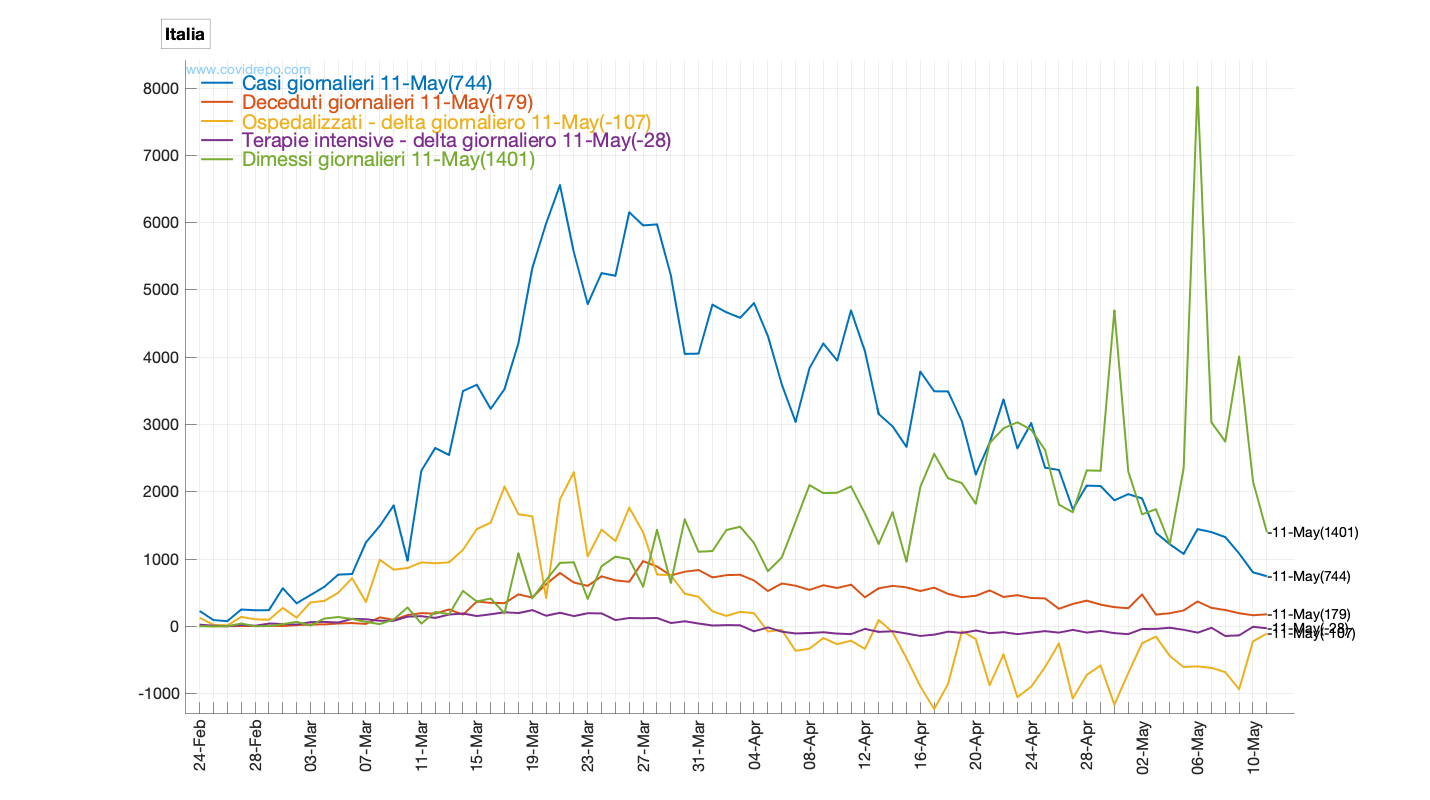 Italia
www.covidrepo.com
Casi giornalieri 11-May(744)
Deceduti giornalieri 11-May(179)
Ospedalizzati - delta giornaliero 11-May(-107)
Terapie intensive - delta giornaliero 11-May(-28)
Dimessi giornalieri 11-May(1401)
8000
7000
6000
5000
4000
3000
2000
1000
0
-1000
11-May(1401)
11-May(744)
11-May(179)
11-May(-28)
11-May(-107)
24-Feb
28-Feb
03-Mar
07-Mar
11-Mar
15-Mar
19-Mar
23-Mar
27-Mar
31-Mar
04-Apr
08-Apr
12-Apr
16-Apr
20-Apr
24-Apr
28-Apr
02-May
06-May
10-May